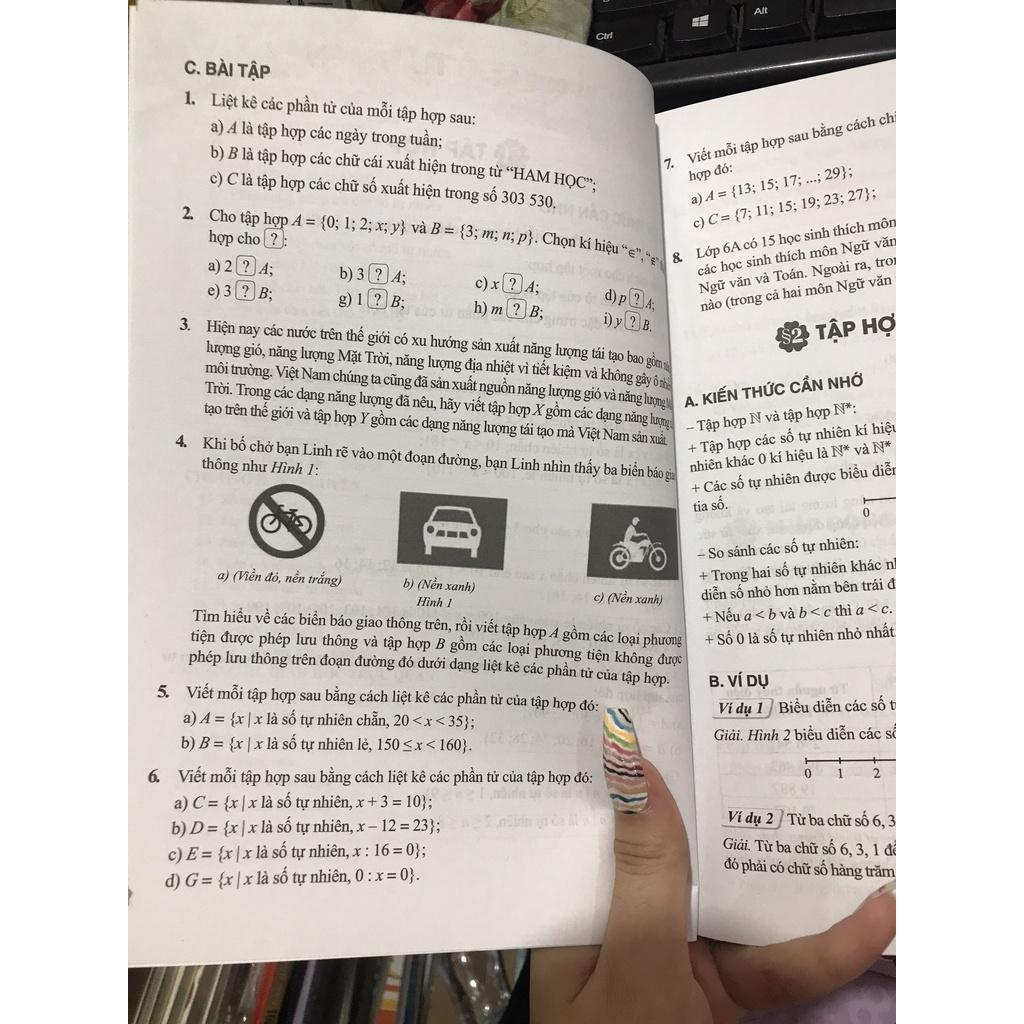 Ctrl
Alt
C. BÀI TẬP
1. Liệt kê các phần tử của mỗi tập hợp sau:
a) A là tập hợp các ngày trong tuần;
b) B là tập hợp các chữ cái xuất hiện trong từ “HAM HỌC”;
c) C là tập hợp các chữ số xuất hiện trong số 303 530.
2. Cho tập hợp A = {0; 1; 2; x; y} và B = {3; m; n; p}. Chọn kí hiệu “∈”, “∉”
hợp cho ?:
a) 2 ? A; b) 3 ? A; c) x ? A; d) p ? A;
e) 3 ? B; g) 1 ? B; h) m ? B; i) y ? B.
3. Hiện nay các nước trên thế giới có xu hướng sản xuất năng lượng tái tạo bao gồm
lượng gió, năng lượng Mặt Trời, năng lượng địa nhiệt vì tiết kiệm và không gây ô
môi trường. Việt Nam chúng ta cũng đã sản xuất nguồn năng lượng gió và năng lượng
Trời. Trong các dạng năng lượng đã nêu, hãy viết tập hợp X gồm các dạng năng lượng
tạo trên thế giới và tập hợp Y gồm các dạng năng lượng tái tạo mà Việt Nam sản xuất.
4. Khi bố chở bạn Linh rẽ vào một đoạn đường, bạn Linh nhìn thấy ba biển báo
thông như Hình 1:
a) (Viền đỏ, nền trắng)
b) (Nền xanh)
c) (Nền xanh)
Hình 1
Tìm hiểu về các biển báo giao thông trên, rồi viết tập hợp A gồm các loại phương
tiện được phép lưu thông và tập hợp B gồm các loại phương tiện không được
phép lưu thông trên đoạn đường đó dưới dạng liệt kê các phần tử của tập hợp.
5. Viết mỗi tập hợp sau bằng cách liệt kê các phần tử của tập hợp đó:
a) A = {x | x là số tự nhiên chẵn, 20 < x < 35};
b) B = {x | x là số tự nhiên lẻ, 150 ≤ x < 160}.
6. Viết mỗi tập hợp sau bằng cách liệt kê các phần tử của tập hợp đó:
a) C = {x | x là số tự nhiên, x + 3 = 10};
b) D = {x | x là số tự nhiên, x – 12 = 23};
c) E = {x | x là số tự nhiên, x : 16 = 0};
d) G = {x | x là số tự nhiên, 0 : x = 0}.
7. Viết mỗi tập hợp sau bằng cách
hợp đó:
a) A = {13; 15; 17; ...; 29};
c) C = {7; 11; 15; 19; 23; 27};
8. Lớp 6A có 15 học sinh thích môn
các học sinh thích môn Ngữ văn
Ngữ văn và Toán. Ngoài ra,
nào (trong cả hai môn Ngữ văn
§2 TẬP HỢ
A. KIẾN THỨC CẦN NHỚ
– Tập hợp ℕ và tập hợp ℕ*:
+ Tập hợp các số tự nhiên kí hiệu
nhiên khác 0 kí hiệu là ℕ* và ℕ*
+ Các số tự nhiên được biểu diễn
tia số.
0
– So sánh các số tự nhiên:
+ Trong hai số tự nhiên khác
diễn số nhỏ hơn nằm bên trái
+ Nếu a < b và b < c thì a < c.
+ Số 0 là số tự nhiên nhỏ nhất
B. VÍ DỤ
Ví dụ 1 Biểu diễn các số
Giải. Hình 2 biểu diễn các số
0 1 2
Ví dụ 2 Từ ba chữ số 6, 3
Giải. Từ ba chữ số 6, 3, 1
đó phải có chữ số hàng trăm